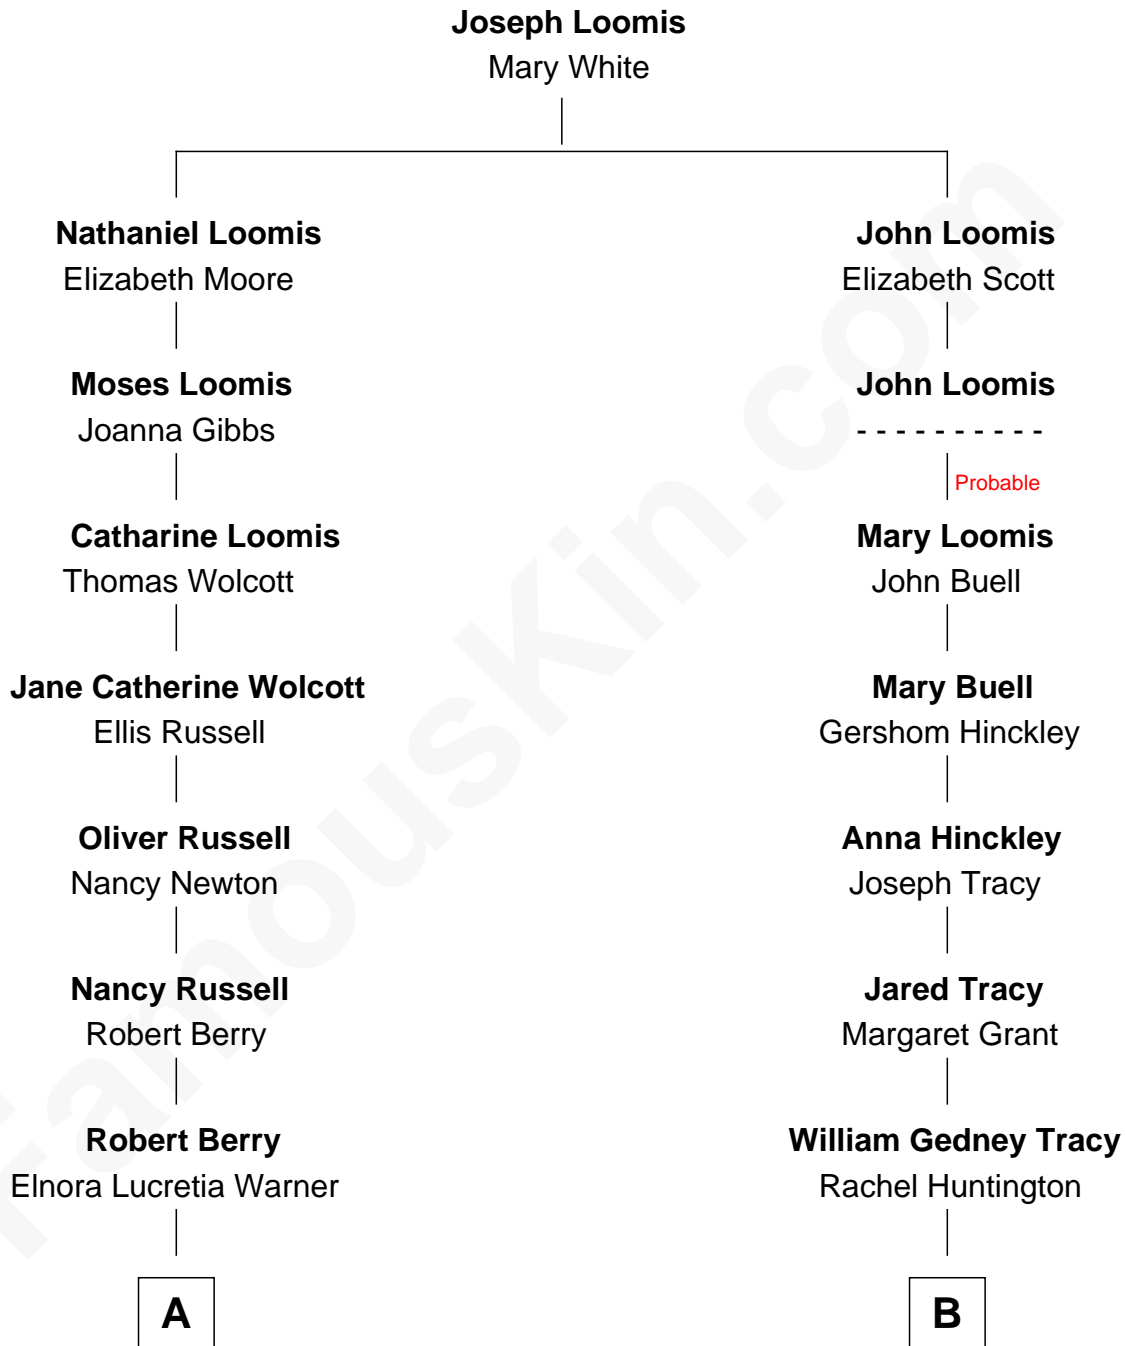 Joseph Loomis
Mary White
Nathaniel Loomis
Elizabeth Moore
Moses Loomis
Joanna Gibbs
Catharine Loomis
Thomas Wolcott
Jane Catherine Wolcott
Ellis Russell
Oliver Russell
Nancy Newton
Nancy Russell
Robert Berry
Robert Berry
Elnora Lucretia Warner
A
John Loomis
Elizabeth Scott
John Loomis
- - - - - - - - - -
Probable
Mary Loomis
John Buell
Mary Buell
Gershom Hinckley
Anna Hinckley
Joseph Tracy
Jared Tracy
Margaret Grant
William Gedney Tracy
Rachel Huntington
B
FamousKin.com